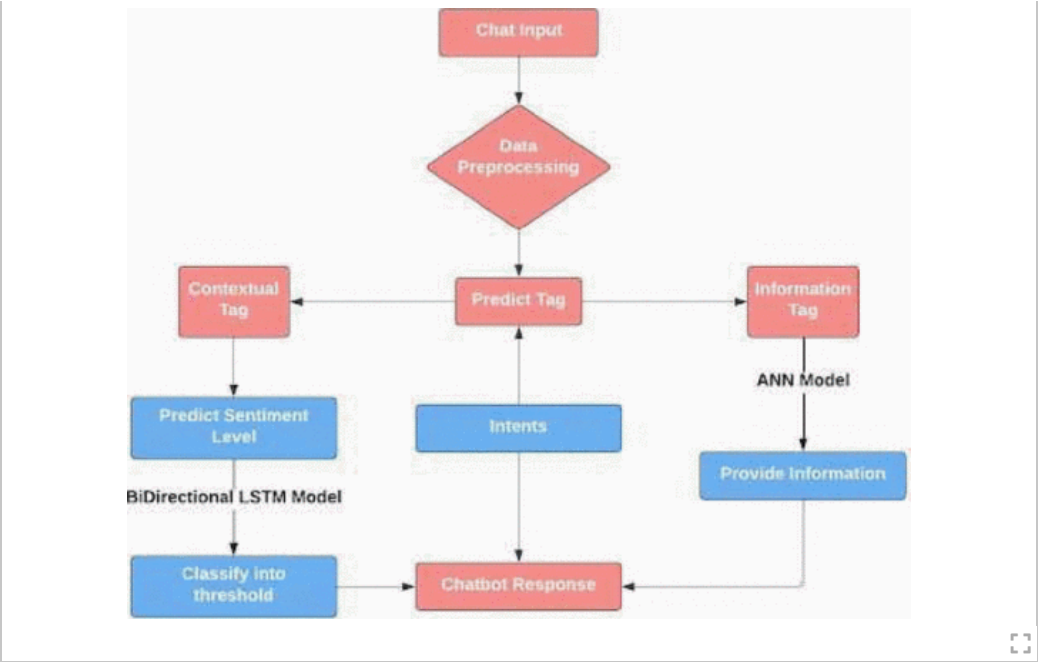 Chat Input
Data
Preprocessing
Contextual
Tag
Predict Tag
Information
Tag
ANN Model
Predict Sentiment
Level
Intents
Provide Information
BiDirectional LSTM Model
Classify into
threshold
Chatbot Response